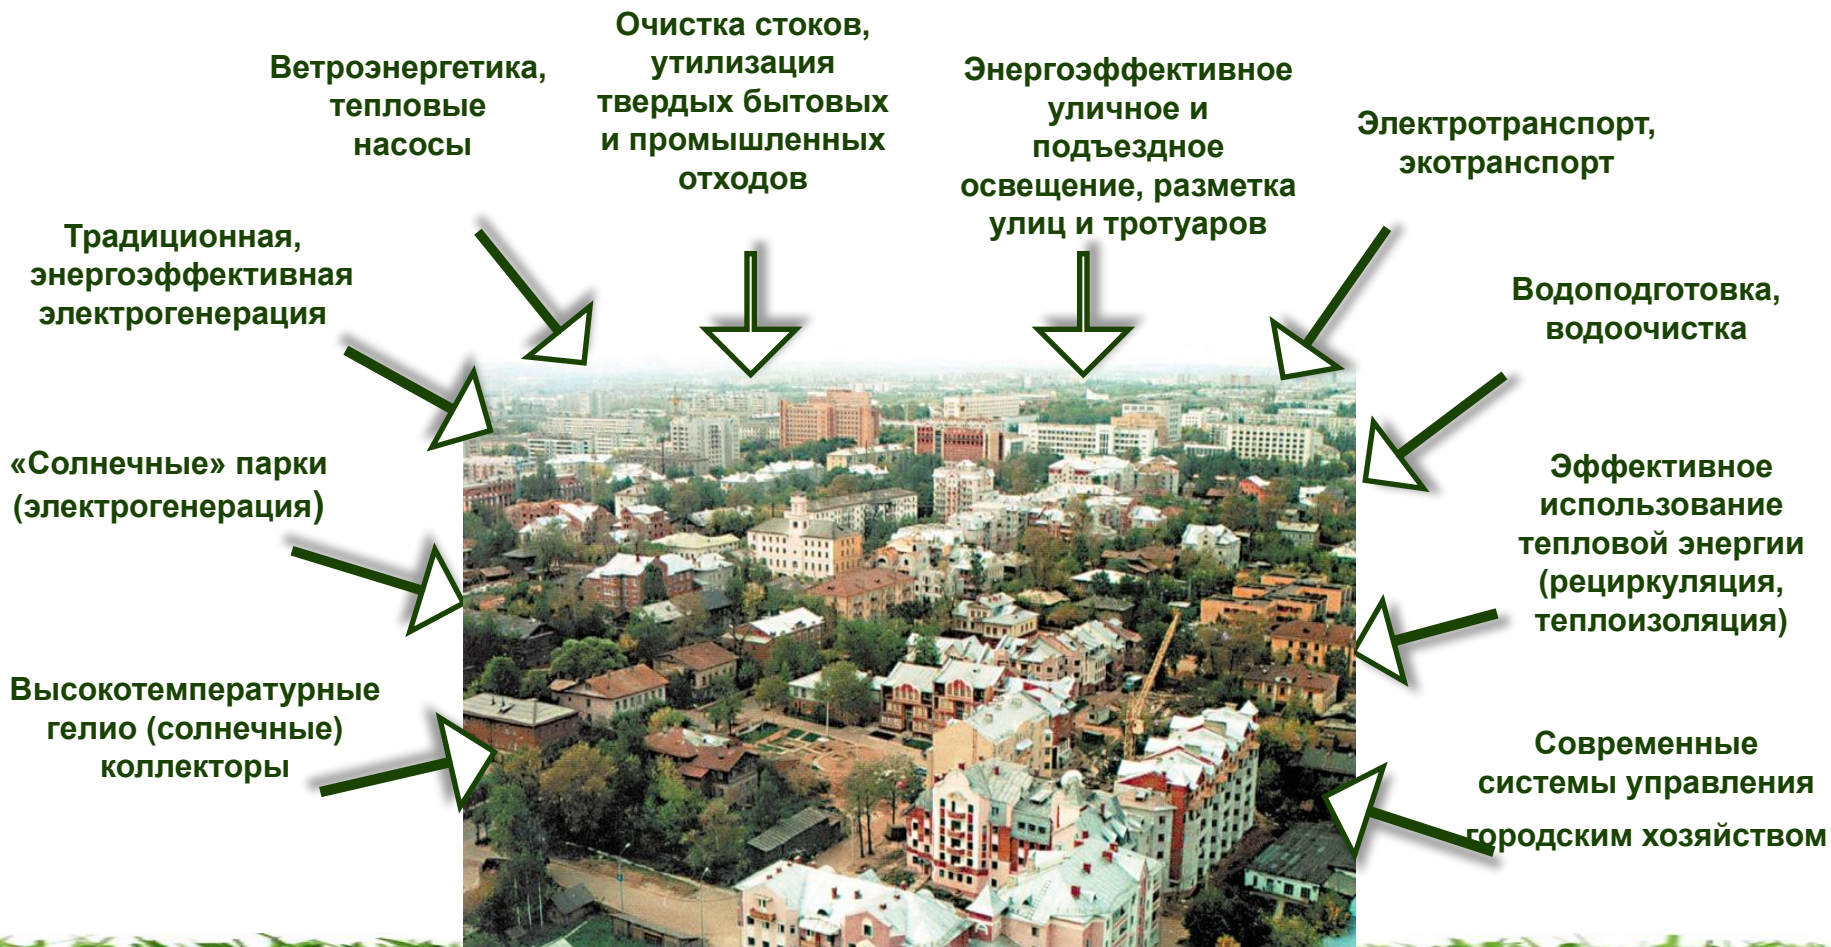 Очистка стоков,
утилизация
твердых бытовых
и промышленных
отходов
Ветроэнергетика,
тепловые
насосы
Энергоэффективное
уличное и
подъездное
освещение, разметка
улиц и тротуаров
Электротранспорт,
экотранспорт
Традиционная,
энергоэффективная
электрогенерация
Водоподготовка,
водоочистка
«Солнечные» парки
(электрогенерация)
Эффективное
использование
тепловой энергии
(рециркуляция,
теплоизоляция)
Высокотемпературные
гелио (солнечные)
коллекторы
Современные
системы управления
городским хозяйством